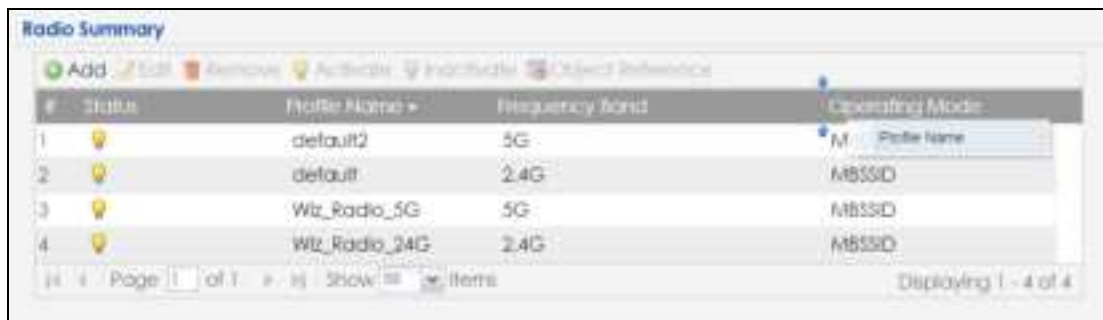 Radio Summary
Add Edit Remove Activate Inactivate Object Reference
# Status Profile Name Frequency Band Operating Mode
1 default2 5G M Profile Name
2 default 2.4G MBSSID
3 Wiz_Radio_5G 5G MBSSID
4 Wiz_Radio_24G 2.4G MBSSID
Page 1 of 1 Show 50 Items Displaying 1 - 4 of 4